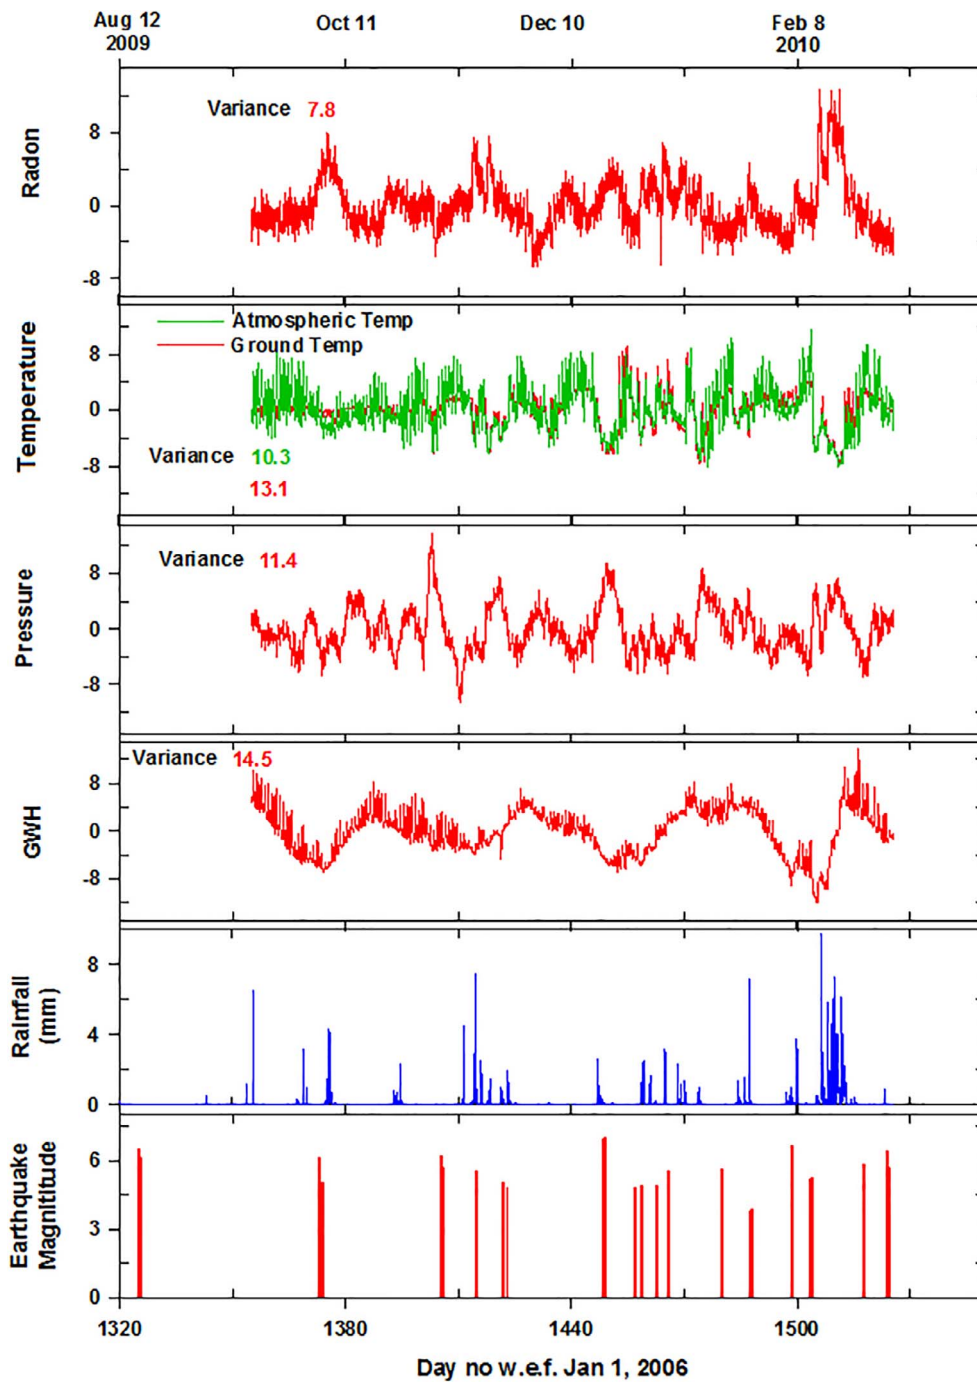 Aug 12 Oct 11 Dec 10 Feb 8
2009 2010
Variance 7.8
Radon
8
0
-8
Atmospheric Temp
Ground Temp
Temperature
8
0
-8
Variance 10.3
13.1
Variance 11.4
Pressure
8
0
-8
Variance 14.5
GWH
8
0
-8
Rainfall
(mm)
8
4
0
Earthquake
Magnititude
6
3
0
1320 1380 1440 1500
Day no w.e.f. Jan 1, 2006